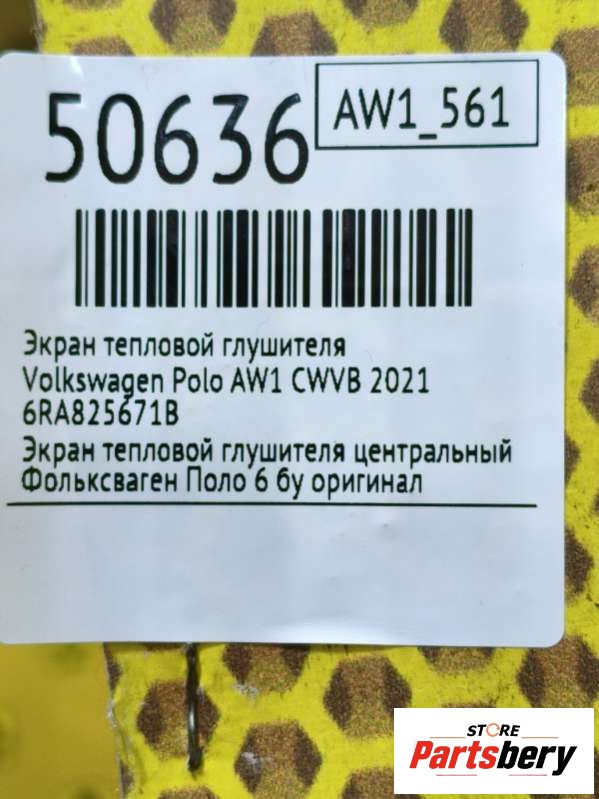 50636
AW1_561
Экран тепловой глушителя
Volkswagen Polo AW1 CWVB 2021
6RA825671B
Экран тепловой глушителя центральный
Фольксваген Поло 6 бу оригинал
STORE
Partsbery